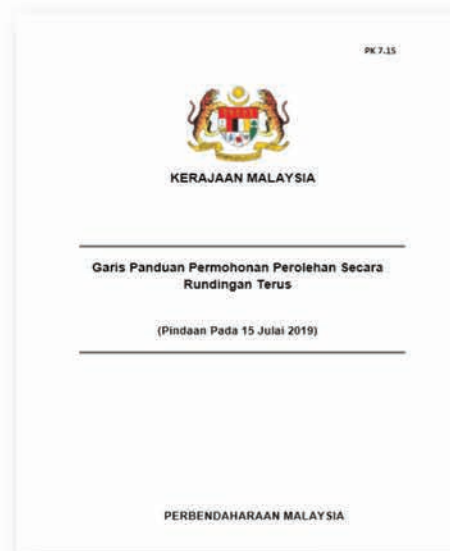 PK 7.15
KERAJAAN MALAYSIA
Garis Panduan Permohonan Perolehan Secara
Rundingan Terus
(Pindaan Pada 15 Julai 2019)
PERBENDAHARAAN MALAYSIA